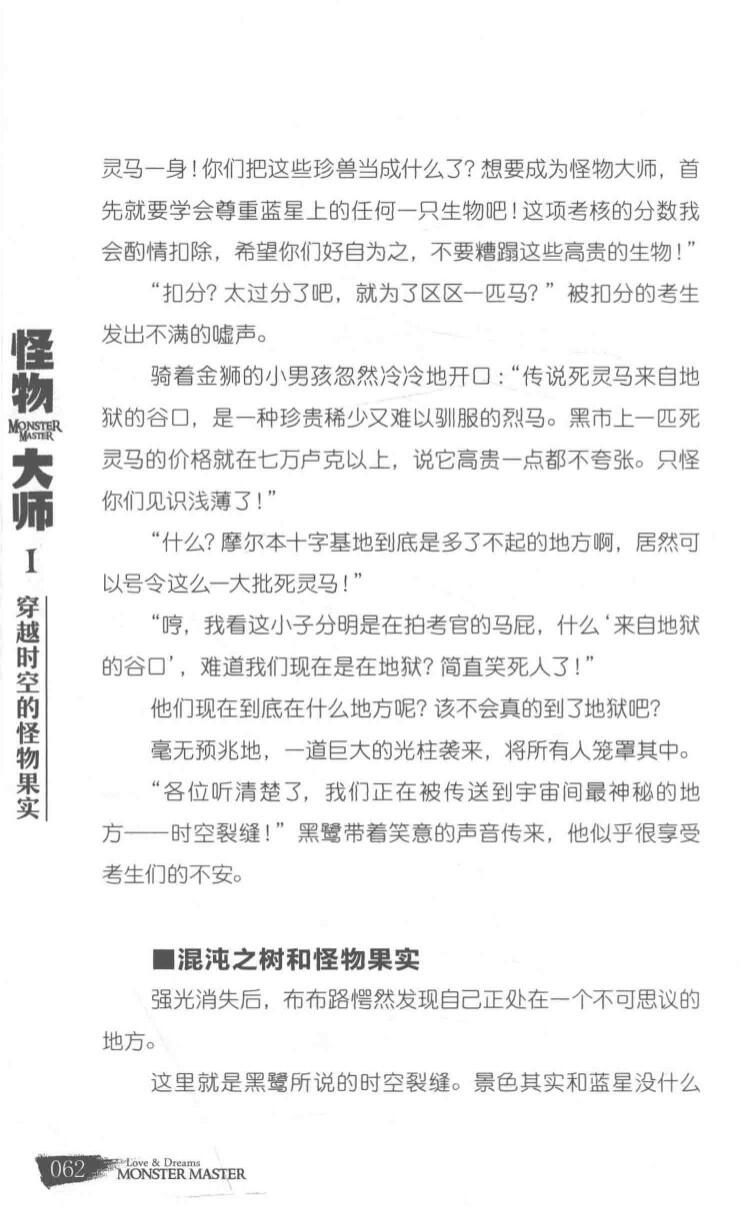 灵马一身！你们把这些珍兽当成什么了？想要成为怪物大师，首
先就要学会尊重蓝星上的任何一只生物吧！这项考核的分数我
会酌情扣除，希望你们好自为之，不要糟蹋这些高贵的生物！”
“扣分？太过分了吧，就为了区区一匹马？”被扣分的考生
发出不满的嘘声。
骑着金狮的小男孩忽然冷冷地开口：“传说死灵马来自地
狱的谷口，是一种珍贵稀少又难以驯服的烈马。黑市上一匹死
灵马的价格就在七万卢克以上，说它高贵一点都不夸张。只怪
你们见识浅薄了！”
“什么？摩尔本十字基地到底是多了不起的地方啊，居然可
以号令这么一大批死灵马！”
“哼，我看这小子分明是在拍考官的马屁，什么‘来自地狱
的谷口’，难道我们现在是在地狱？简直笑死人了！”
他们现在到底在什么地方呢？该不会真的到了地狱吧？
毫无预兆地，一道巨大的光柱袭来，将所有人笼罩其中。
“各位听清楚了，我们正在被传送到宇宙间最神秘的地
方——时空裂缝！”黑鹭带着笑意的声音传来，他似乎很享受
考生们的不安。
■混沌之树和怪物果实
强光消失后，布布路愕然发现自己正处在一个不可思议的
地方。
这里就是黑鹭所说的时空裂缝。景色其实和蓝星没什么
怪物
MONSTER
MASTER
大师
I
穿越时空的怪物果实
062
Love & Dreams
MONSTER MASTER